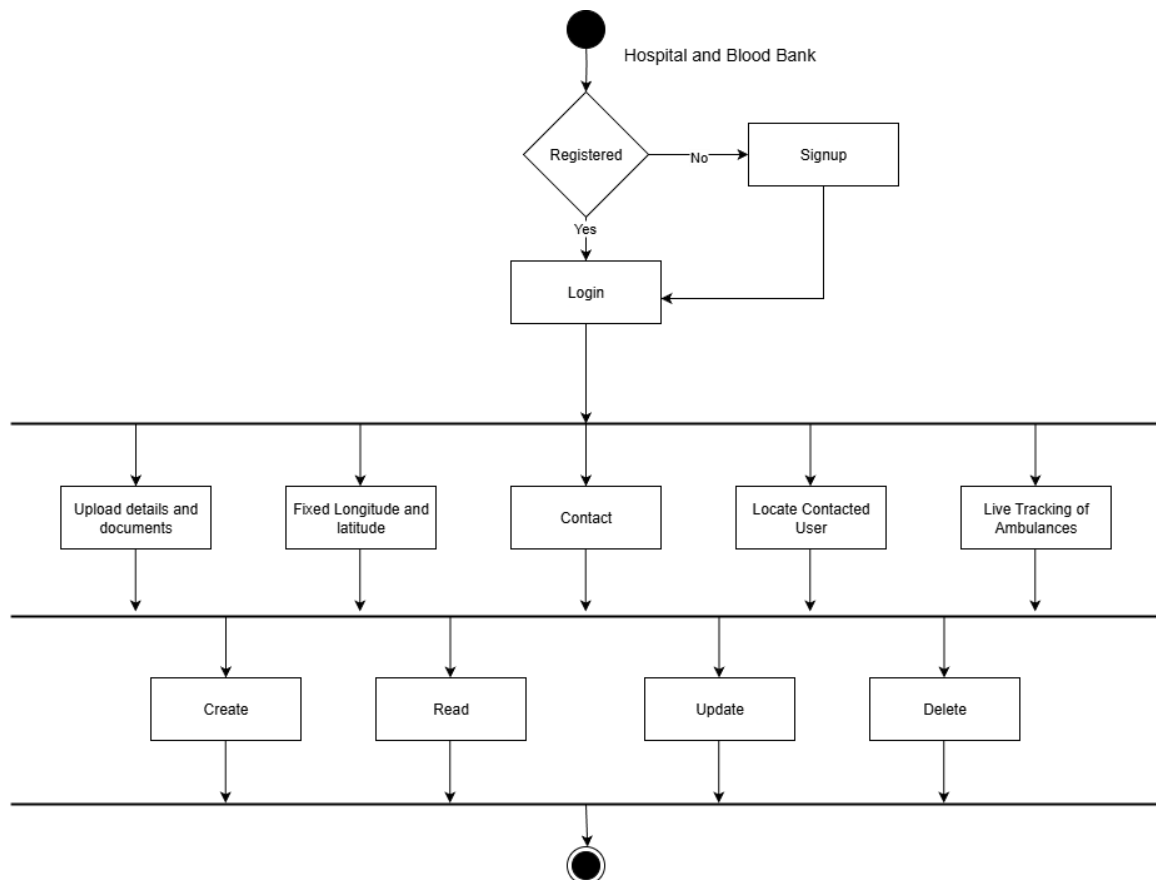 Hospital and Blood Bank
Registered
No
Signup
Yes
Login
Upload details and
documents
Fixed Longitude and
latitude
Contact
Locate Contacted
User
Live Tracking of
Ambulances
Create
Read
Update
Delete